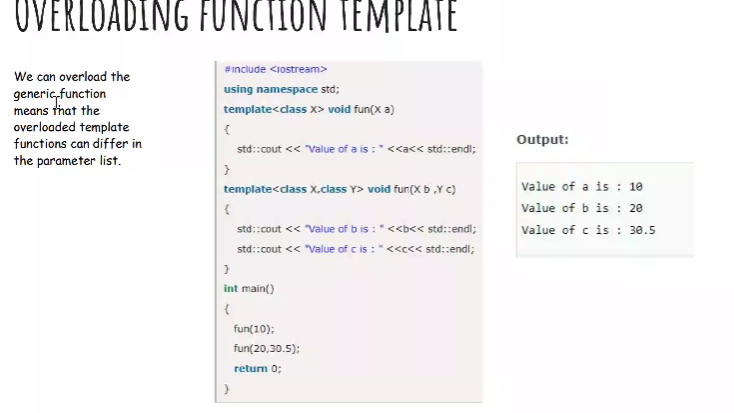 OVERLOADING FUNCTION TEMPLATE
We can overload the
generic function
means that the
overloaded template
functions can differ in
the parameter list.
#include <iostream>
using namespace std;
template<class X> void fun(X a)
{
std::cout << "Value of a is : " <<a<< std::endl;
}
template<class X,class Y> void fun(X b ,Y c)
{
std::cout << "Value of b is : " <<b<< std::endl;
std::cout << "Value of c is : " <<c<< std::endl;
}
int main()
{
fun(10);
fun(20,30.5);
return 0;
}
Output:
Value of a is : 10
Value of b is : 20
Value of c is : 30.5